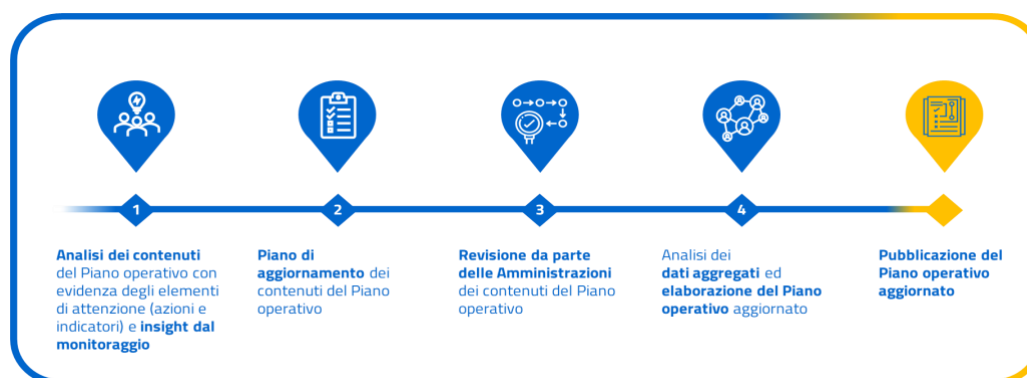 1
2
3
4
Analisi dei contenuti
del Piano operativo con
evidenza degli elementi
di attenzione (azioni e
indicatori) e insight dal
monitoraggio
Piano di
aggiornamento dei
contenuti del Piano
operativo
Revisione da parte
delle Amministrazioni
dei contenuti del Piano
operativo
Analisi dei
dati aggregati ed
elaborazione del Piano
operativo aggiornato
Pubblicazione del
Piano operativo
aggiornato